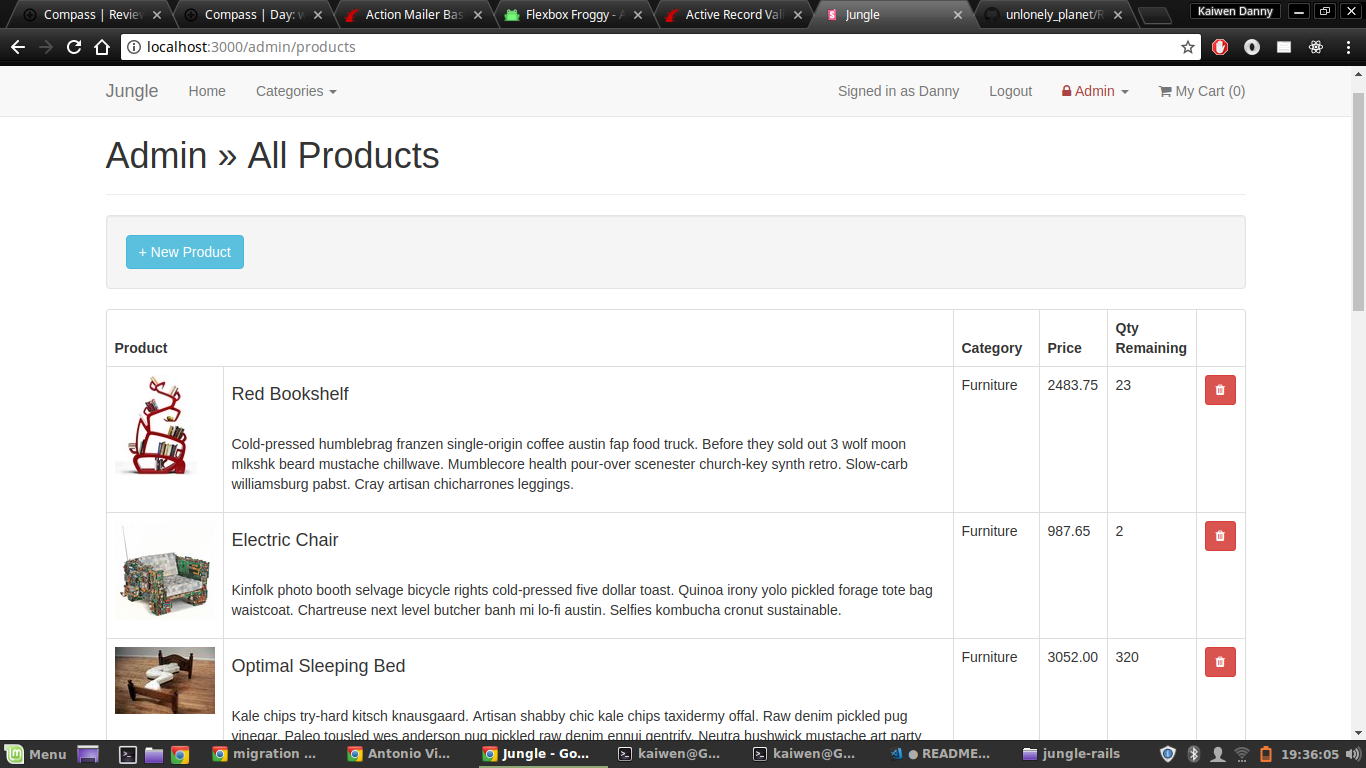 Compass | Review
Compass | Day: w
Action Mailer Bas
Flexbox Froggy - A
Active Record Vali
Jungle
unlonely_planet/R
Kaiwen Danny
localhost:3000/admin/products
Jungle
Home
Categories
Signed in as Danny
Logout
Admin
My Cart (0)
Admin » All Products
+ New Product
Product
Category
Price
Qty
Remaining
Red Bookshelf
Furniture
2483.75
23
Cold-pressed humblebrag franzen single-origin coffee austin fap food truck. Before they sold out 3 wolf moon
mlkshk beard mustache chillwave. Mumblecore health pour-over scenester church-key synth retro. Slow-carb
williamsburg pabst. Cray artisan chicharrones leggings.
Electric Chair
Furniture
987.65
2
Kinfolk photo booth selvage bicycle rights cold-pressed five dollar toast. Quinoa irony yolo pickled forage tote bag
waistcoat. Chartreuse next level butcher banh mi lo-fi austin. Selfies kombucha cronut sustainable.
Optimal Sleeping Bed
Furniture
3052.00
320
Kale chips try-hard kitsch knausgaard. Artisan shabby chic kale chips taxidermy offal. Raw denim pickled pug
vinegar. Paleo tousled wes anderson pug pickled raw denim ennui gentrify. Neutra bushwick mustache art party
Menu
migration ...
Antonio Vi...
Jungle - Go...
kaiwen@G...
kaiwen@G...
● README...
jungle-rails
19:36:05